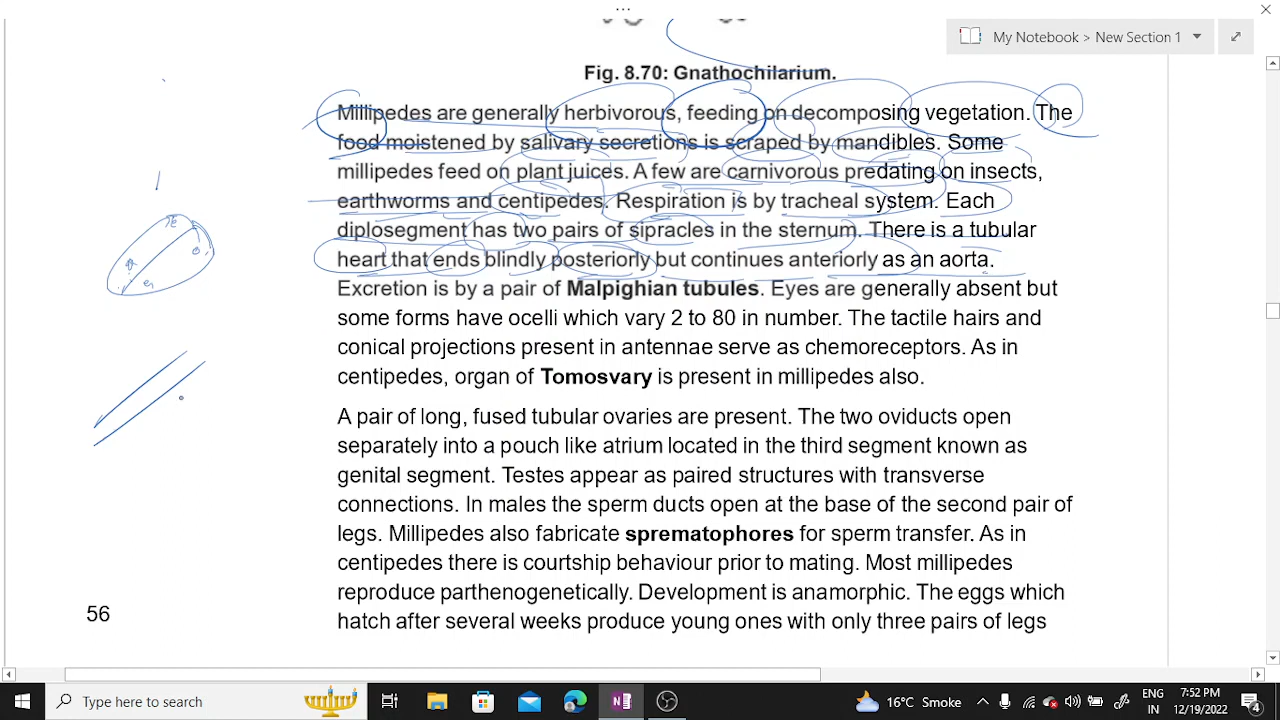 My Notebook > New Section 1
Fig. 8.70: Gnathochilarium.
Millipedes are generally herbivorous, feeding on decomposing vegetation. The
food moistened by salivary secretions is scraped by mandibles. Some
millipedes feed on plant juices. A few are carnivorous predating on insects,
earthworms and centipedes. Respiration is by tracheal system. Each
diplosegment has two pairs of sipracles in the sternum. There is a tubular
heart that ends blindly posteriorly but continues anteriorly as an aorta.
Excretion is by a pair of Malpighian tubules. Eyes are generally absent but
some forms have ocelli which vary 2 to 80 in number. The tactile hairs and
conical projections present in antennae serve as chemoreceptors. As in
centipedes, organ of Tomosvary is present in millipedes also.
A pair of long, fused tubular ovaries are present. The two oviducts open
separately into a pouch like atrium located in the third segment known as
genital segment. Testes appear as paired structures with transverse
connections. In males the sperm ducts open at the base of the second pair of
legs. Millipedes also fabricate sprematophores for sperm transfer. As in
centipedes there is courtship behaviour prior to mating. Most millipedes
reproduce parthenogenetically. Development is anamorphic. The eggs which
hatch after several weeks produce young ones with only three pairs of legs
56
Type here to search
16°C Smoke
ENG
IN
7:52 PM
12/19/2022
4